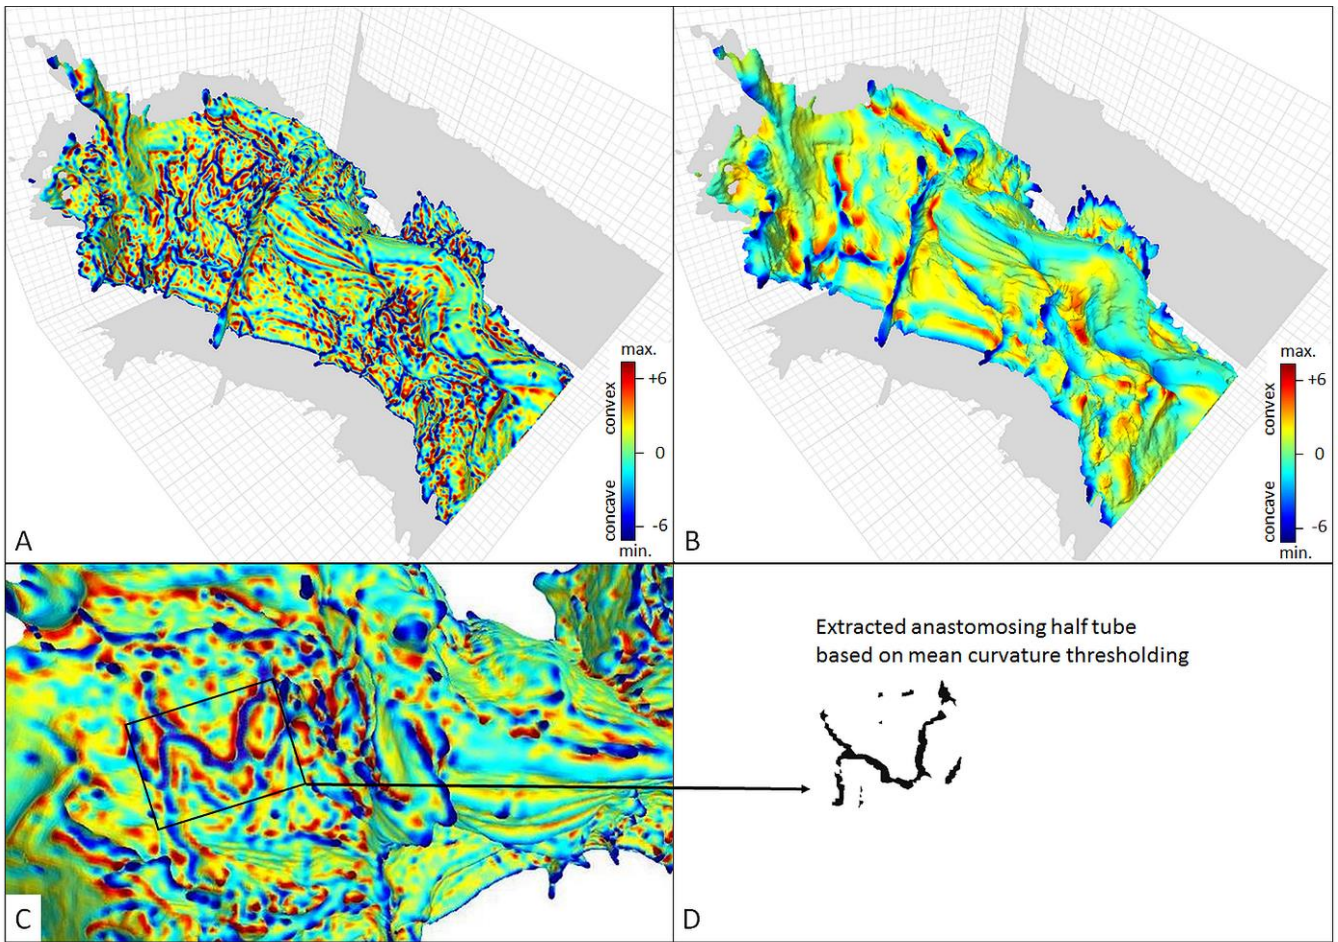 max.
+6
convex
0
concave
-6
min.
A
max.
+6
convex
0
concave
-6
min.
B
C
Extracted anastomosing half tube
based on mean curvature thresholding
D